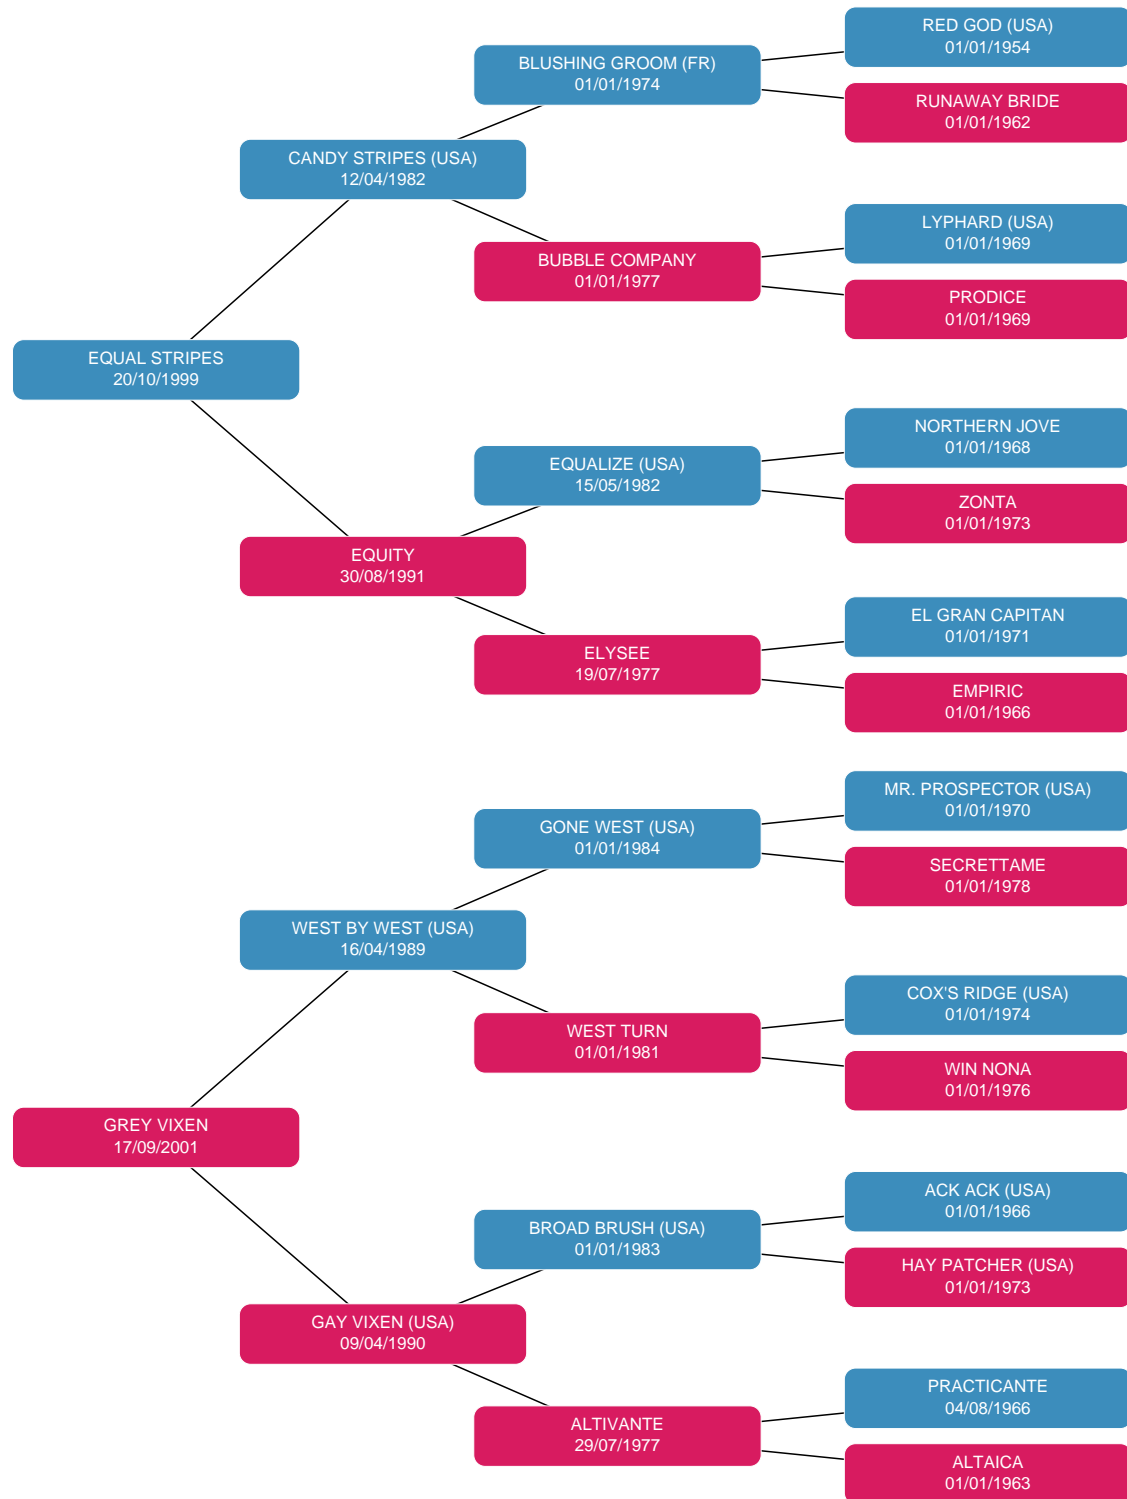 RED GOD (USA)
01/01/1954
BLUSHING GROOM (FR)
01/01/1974
RUNAWAY BRIDE
01/01/1962
CANDY STRIPES (USA)
12/04/1982
LYPHARD (USA)
01/01/1969
BUBBLE COMPANY
01/01/1977
PRODICE
01/01/1969
EQUAL STRIPES
20/10/1999
NORTHERN JOVE
01/01/1968
EQUALIZE (USA)
15/05/1982
ZONTA
01/01/1973
EQUITY
30/08/1991
EL GRAN CAPITAN
01/01/1971
ELYSEE
19/07/1977
EMPIRIC
01/01/1966
MR. PROSPECTOR (USA)
01/01/1970
GONE WEST (USA)
01/01/1984
SECRETTAME
01/01/1978
WEST BY WEST (USA)
16/04/1989
COX'S RIDGE (USA)
01/01/1974
WEST TURN
01/01/1981
WIN NONA
01/01/1976
GREY VIXEN
17/09/2001
ACK ACK (USA)
01/01/1966
BROAD BRUSH (USA)
01/01/1983
HAY PATCHER (USA)
01/01/1973
GAY VIXEN (USA)
09/04/1990
PRACTICANTE
04/08/1966
ALTIVANTE
29/07/1977
ALTAICA
01/01/1963